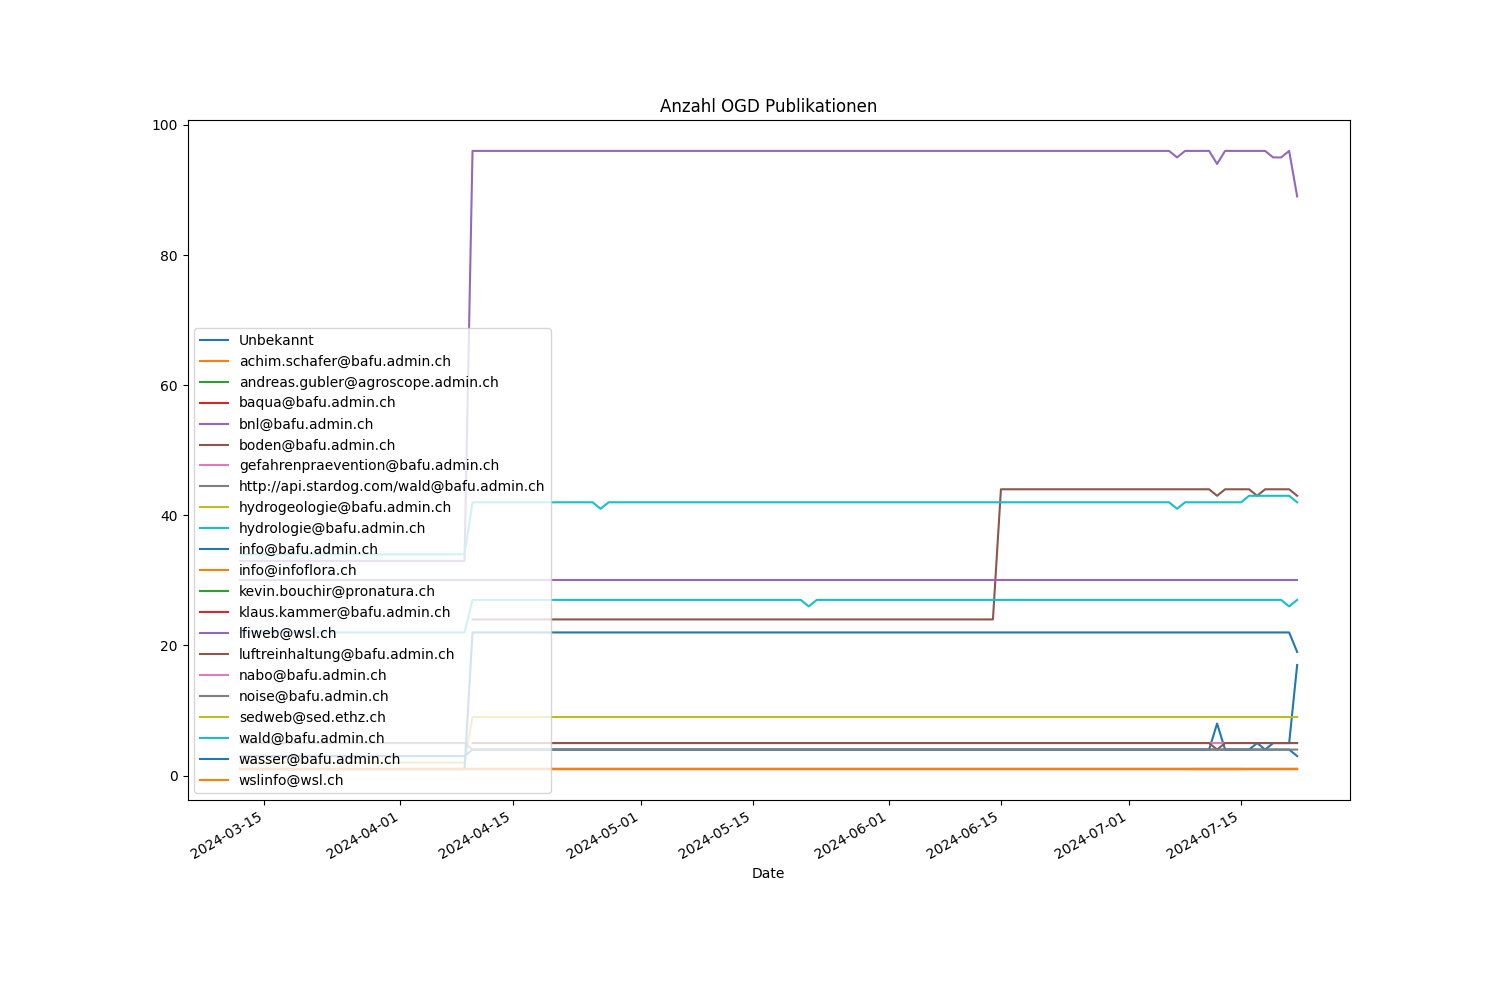 Anzahl OGD Publikationen
100
80
60
40
20
0
Unbekannt
achim.schafer@bafu.admin.ch
andreas.gubler@agroscope.admin.ch
baqua@bafu.admin.ch
bnl@bafu.admin.ch
boden@bafu.admin.ch
gefahrenpraevention@bafu.admin.ch
http://api.stardog.com/wald@bafu.admin.ch
hydrogeologie@bafu.admin.ch
hydrologie@bafu.admin.ch
info@bafu.admin.ch
info@infoflora.ch
kevin.bouchir@pronatura.ch
klaus.kammer@bafu.admin.ch
lfiweb@wsl.ch
luftreinhaltung@bafu.admin.ch
nabo@bafu.admin.ch
noise@bafu.admin.ch
sedweb@sed.ethz.ch
wald@bafu.admin.ch
wasser@bafu.admin.ch
wslinfo@wsl.ch
2024-03-15
2024-04-01
2024-04-15
2024-05-01
2024-05-15
2024-06-01
2024-06-15
2024-07-01
2024-07-15
Date